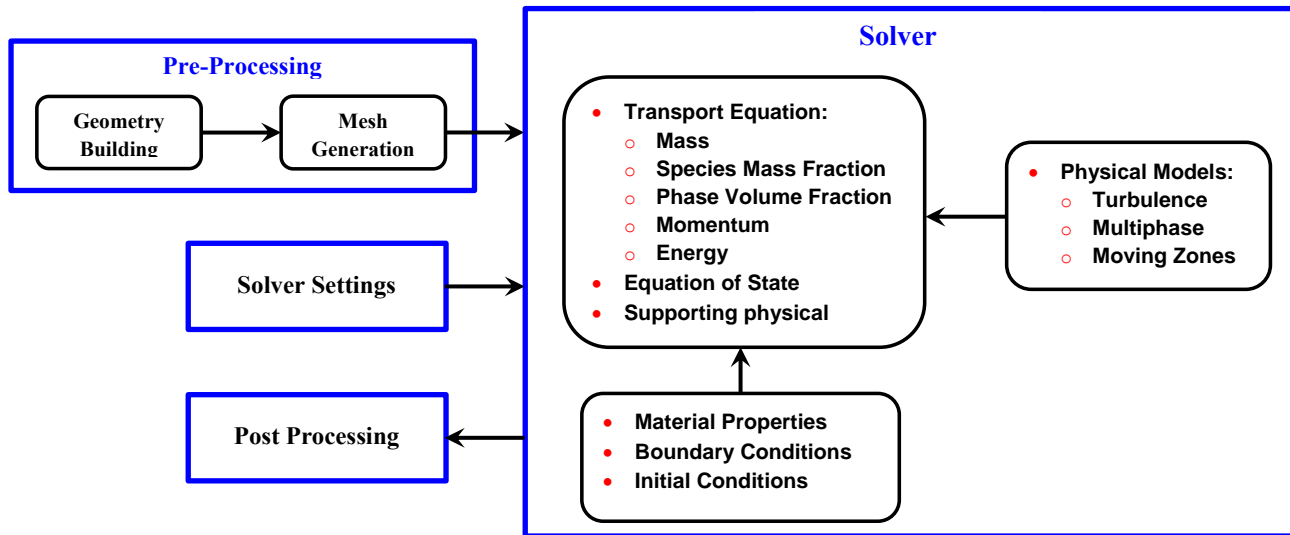 Pre-Processing
Geometry
Building
Mesh
Generation
Solver Settings
Post Processing
Solver
• Transport Equation:
○ Mass
○ Species Mass Fraction
○ Phase Volume Fraction
○ Momentum
○ Energy
• Equation of State
• Supporting physical
• Physical Models:
○ Turbulence
○ Multiphase
○ Moving Zones
• Material Properties
• Boundary Conditions
• Initial Conditions